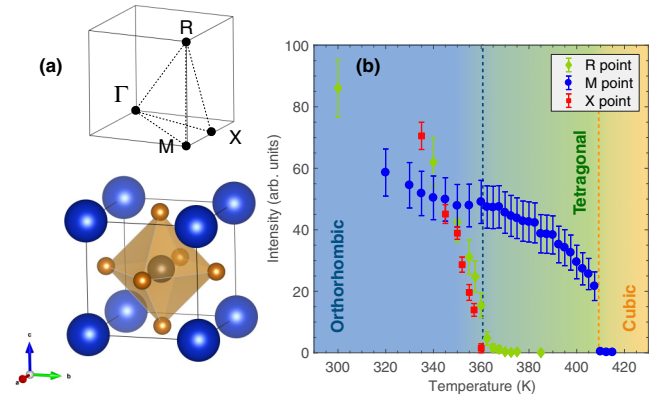 (a)
R
Γ
X
M
c
a
b
(b)
R point
M point
X point
Orthorhombic
Tetragonal
Cubic
Intensity (arb. units)
100
80
60
40
20
0
300 320 340 360 380 400 420
Temperature (K)